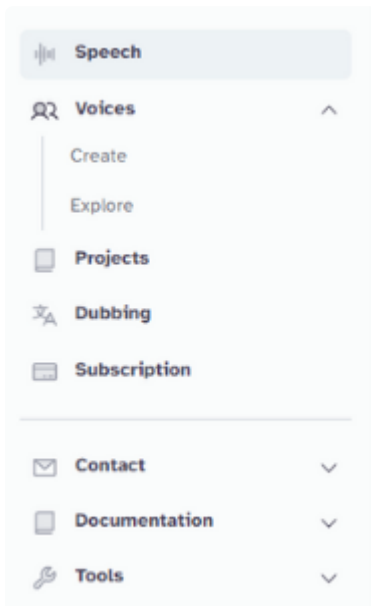 Speech
Voices
Create
Explore
Projects
Dubbing
Subscription
Contact
Documentation
Tools